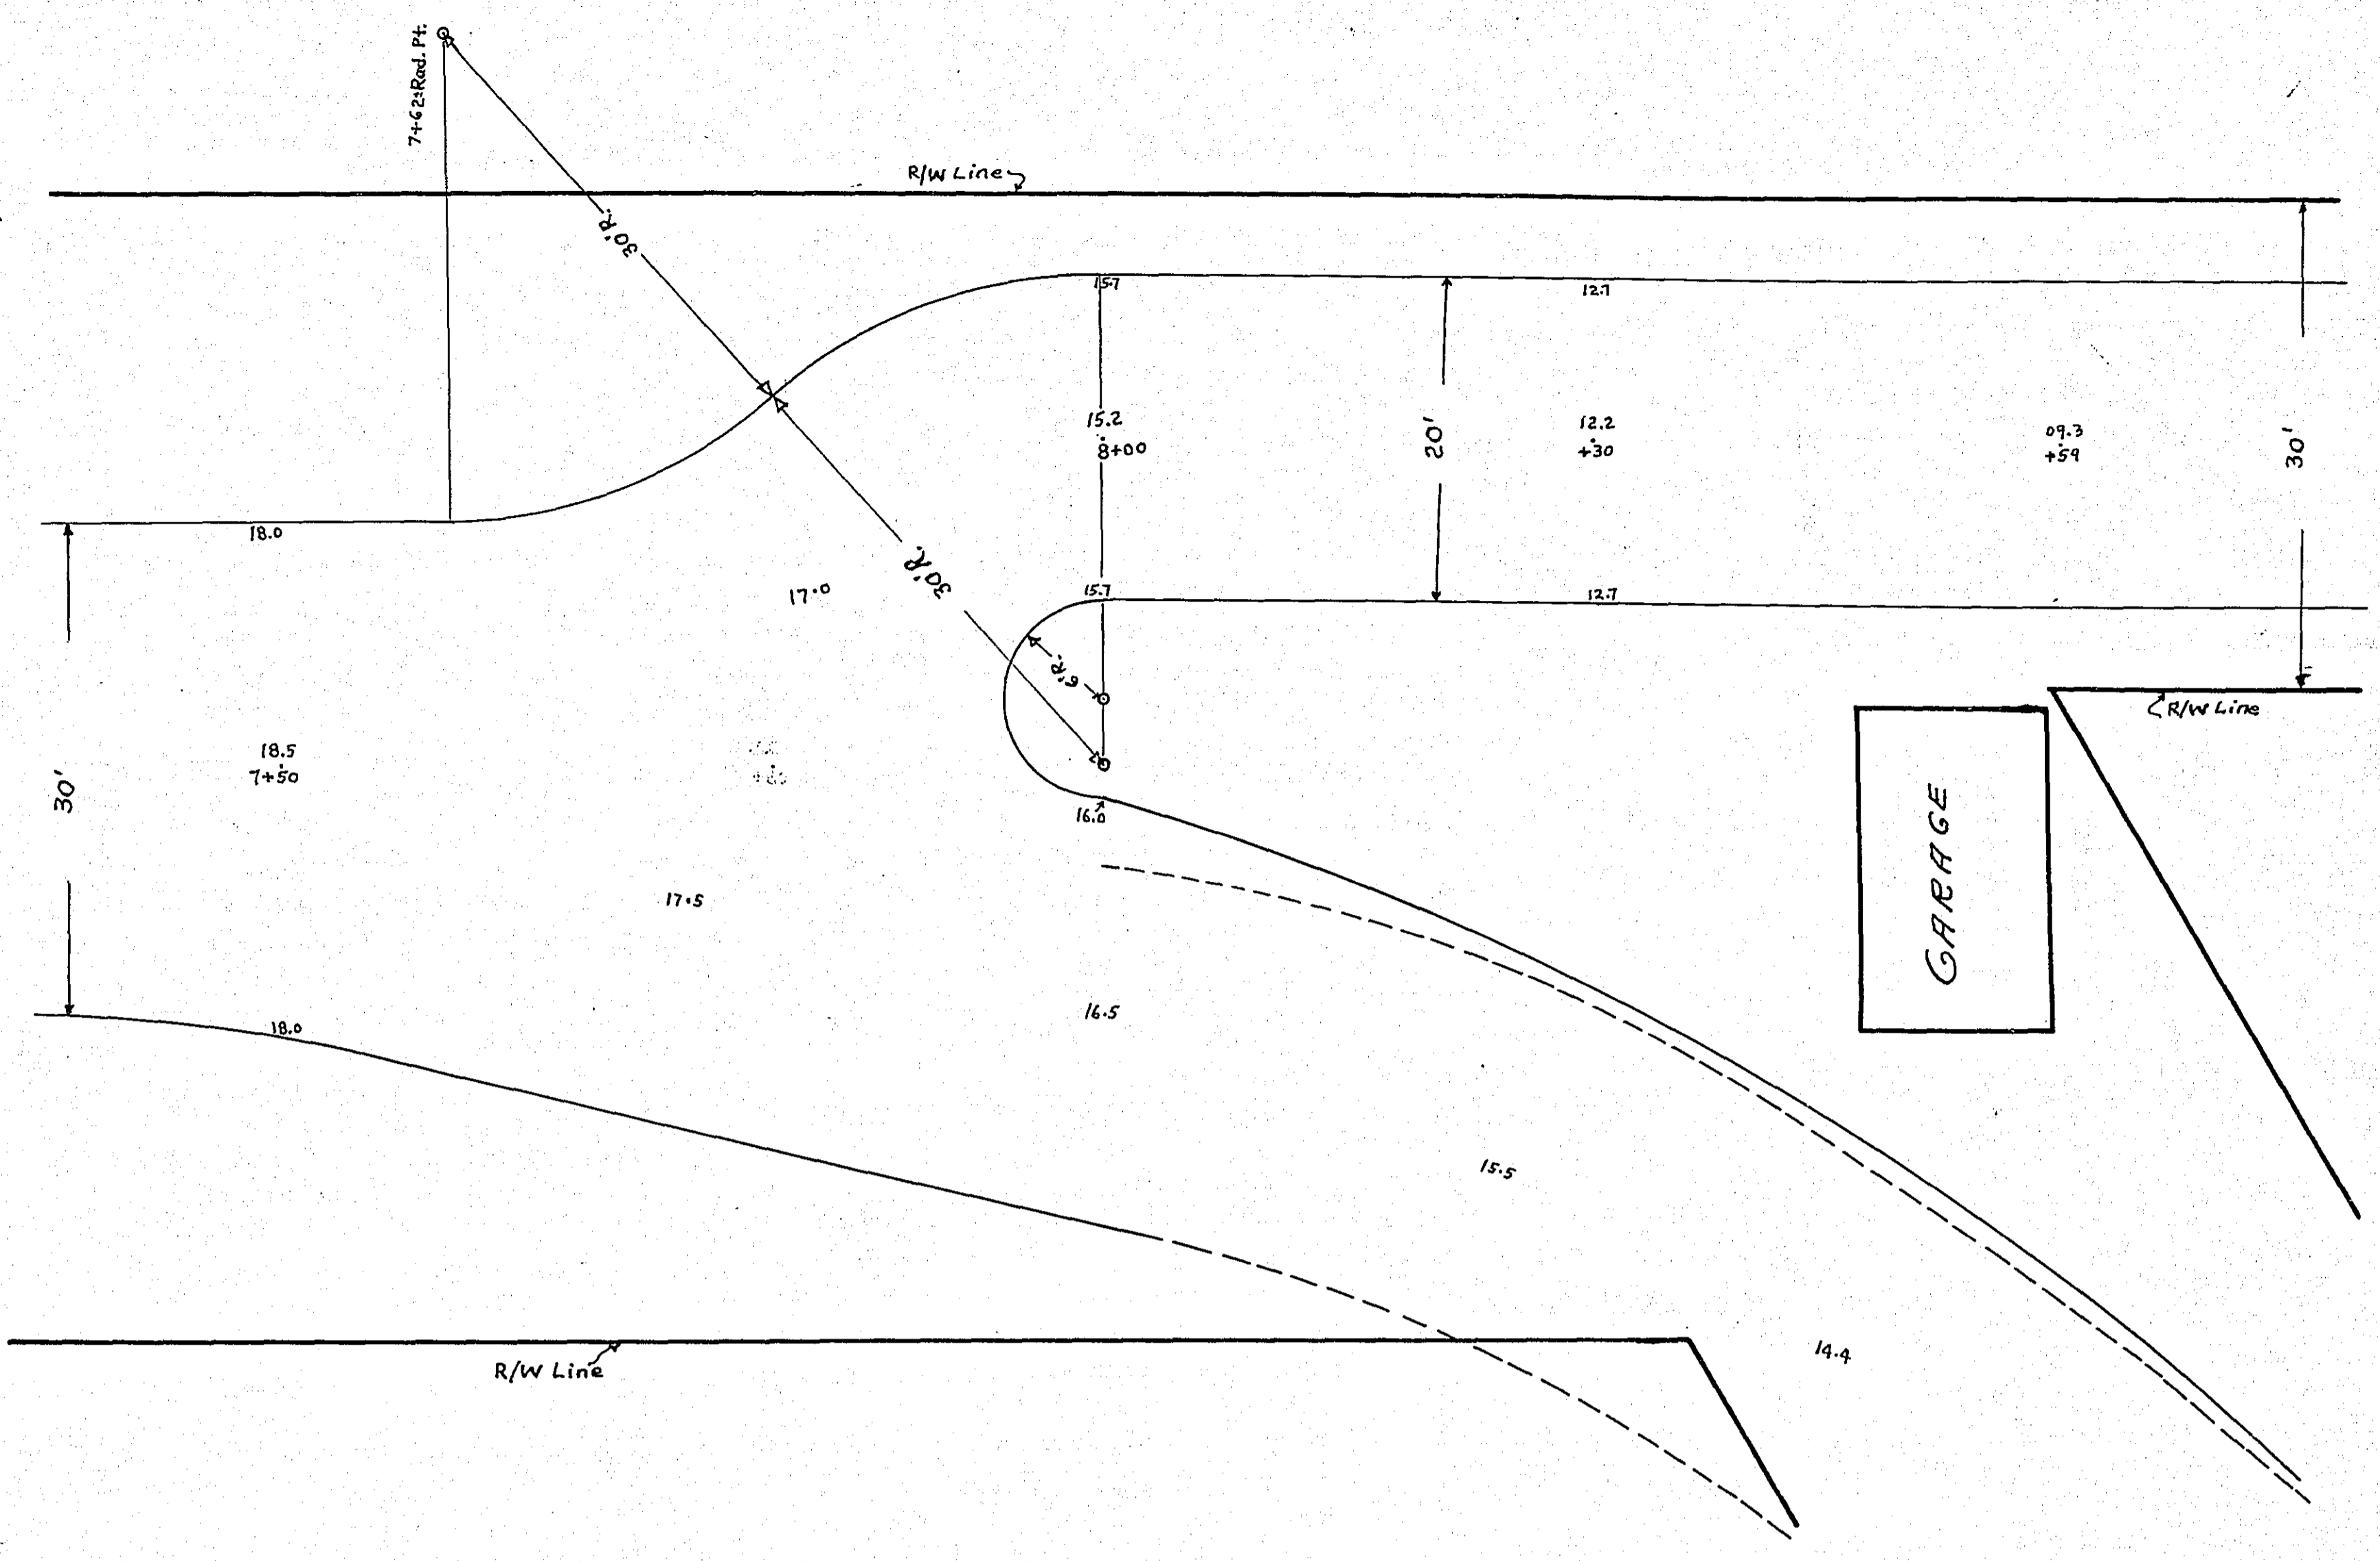 7+62±Rad. Pt.
R/W Line
30'R.
15.7
12.7
15.2
8+00
20'
12.2
+30
09.3
+59
30'
18.0
17.0
30'R.
15.7
12.7
6'R.
R/W Line
18.5
7+50
30'
16.0
GARAGE
17.5
16.5
18.0
15.5
14.4
R/W Line